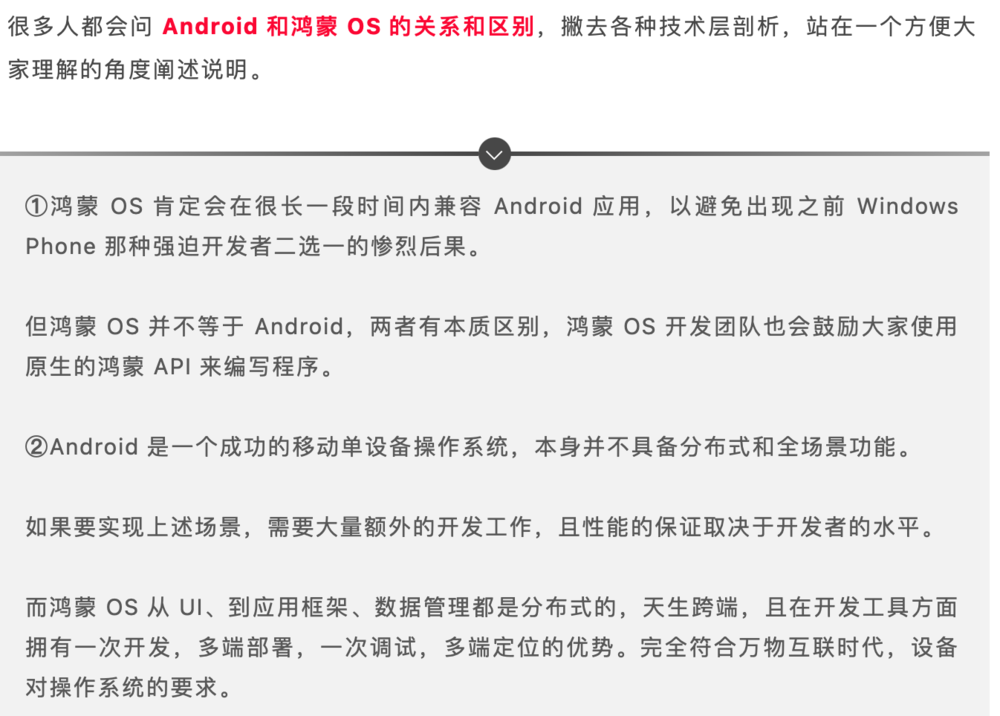 很多人都会问 Android 和鸿蒙 OS 的关系和区别，撇去各种技术层剖析，站在一个方便大
家理解的角度阐述说明。
①鸿蒙 OS 肯定会在很长一段时间内兼容 Android 应用，以避免出现之前 Windows
Phone 那种强迫开发者二选一的惨烈后果。
但鸿蒙 OS 并不等于 Android，两者有本质区别，鸿蒙 OS 开发团队也会鼓励大家使用
原生的鸿蒙 API 来编写程序。
②Android 是一个成功的移动单设备操作系统，本身并不具备分布式和全场景功能。
如果要实现上述场景，需要大量额外的开发工作，且性能的保证取决于开发者的水平。
而鸿蒙 OS 从 UI、到应用框架、数据管理都是分布式的，天生跨端，且在开发工具方面
拥有一次开发，多端部署，一次调试，多端定位的优势。完全符合万物互联时代，设备
对操作系统的要求。